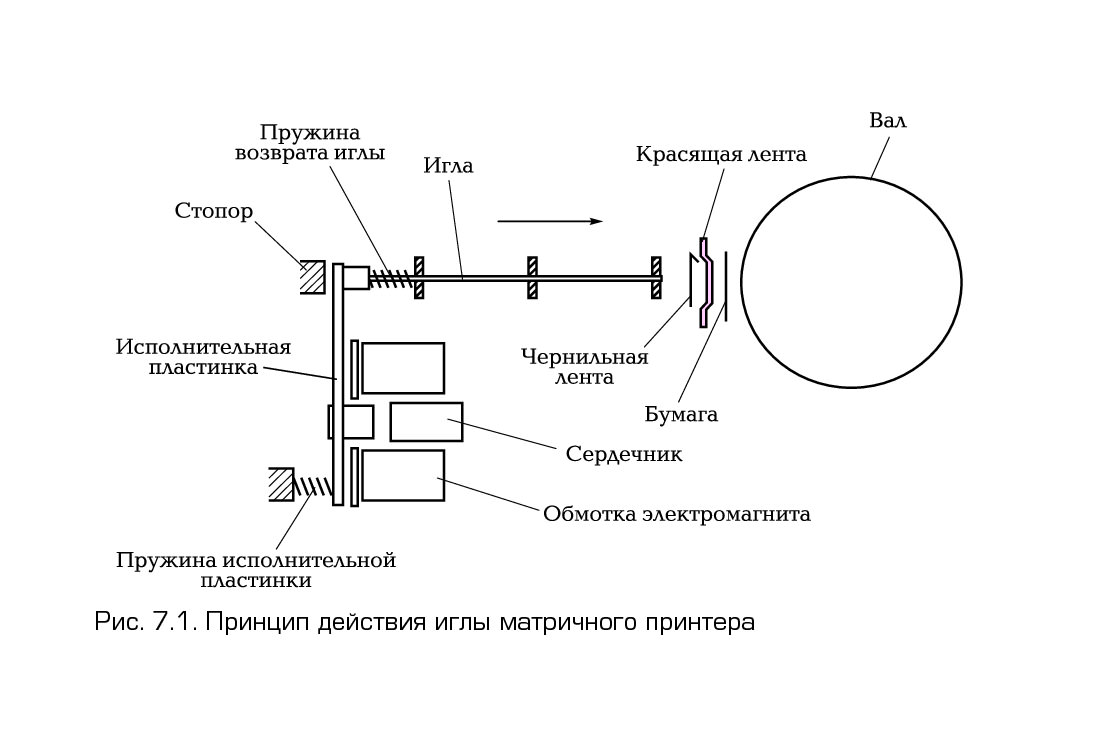 Вал
Пружина
возврата иглы
Красящая лента
Игла
Стопор
Исполнительная
пластинка
Чернильная
лента
Бумага
Сердечник
Обмотка электромагнита
Пружина исполнительной
пластинки
Рис. 7.1. Принцип действия иглы матричного принтера